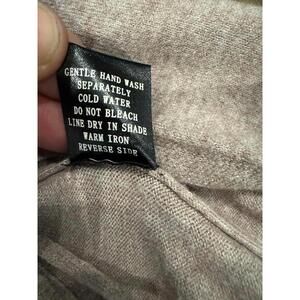 GENTLE HAND WASH
SEPARATELY
COLD WATER
DO NOT BLEACH
LINE DRY IN SHADE
WARM IRON
REVERSE SIDE